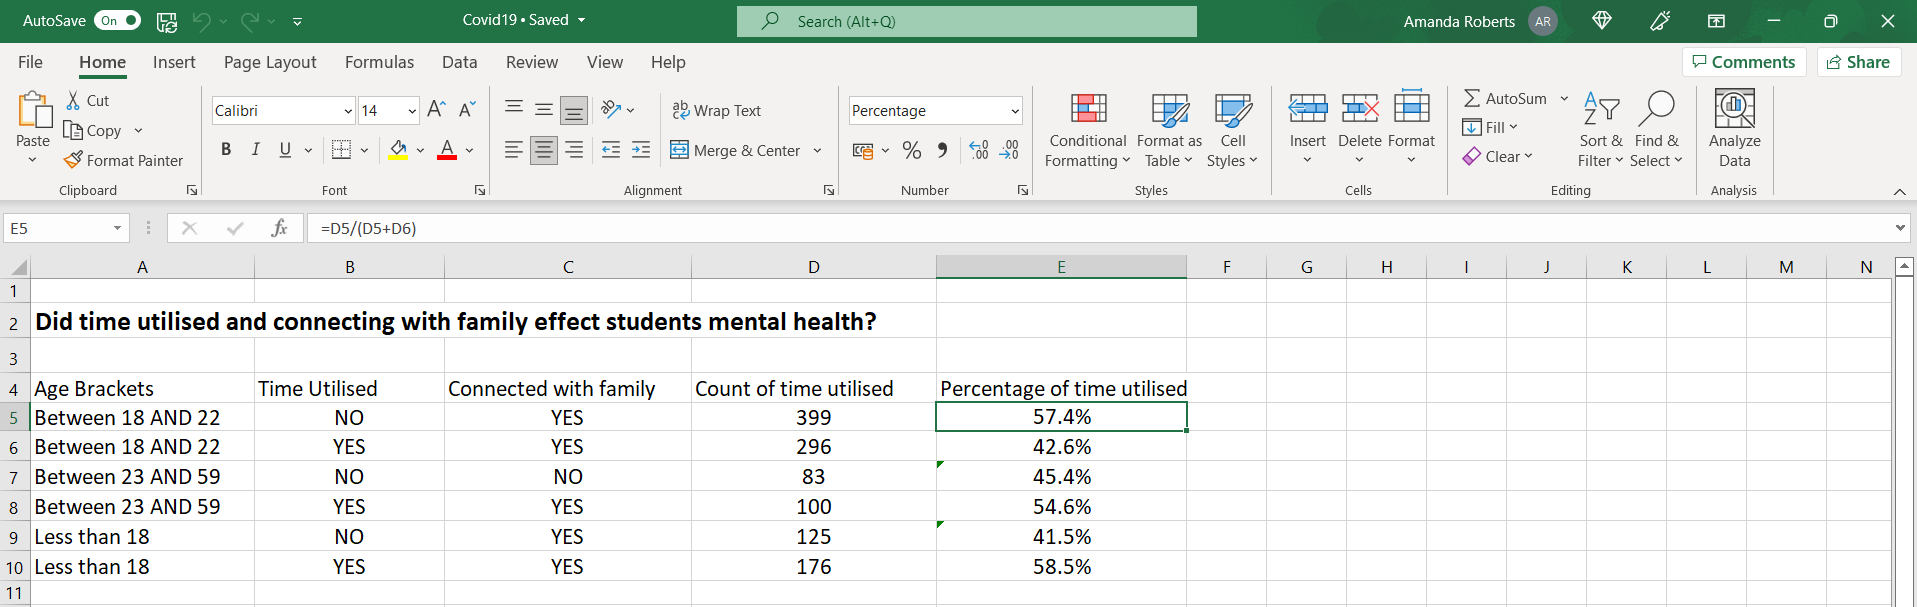 AutoSave On Covid19 • Saved Search (Alt+Q) Amanda Roberts AR
File Home Insert Page Layout Formulas Data Review View Help Comments Share
Paste Cut Copy Format Painter Clipboard
Calibri 14 A A B I U A Font
ab Wrap Text Merge & Center Alignment
Percentage % Number
Conditional Formatting Format as Table Cell Styles Styles
Insert Delete Format Cells
AutoSum Fill Clear Sort & Filter Find & Select Editing
Analyze Data Analysis
E5 fx =D5/(D5+D6)
A B C D E F G H I J K L M N
1
2 Did time utilised and connecting with family effect students mental health?
3
4 Age Brackets Time Utilised Connected with family Count of time utilised Percentage of time utilised
5 Between 18 AND 22 NO YES 399 57.4%
6 Between 18 AND 22 YES YES 296 42.6%
7 Between 23 AND 59 NO NO 83 45.4%
8 Between 23 AND 59 YES YES 100 54.6%
9 Less than 18 NO YES 125 41.5%
10 Less than 18 YES YES 176 58.5%
11